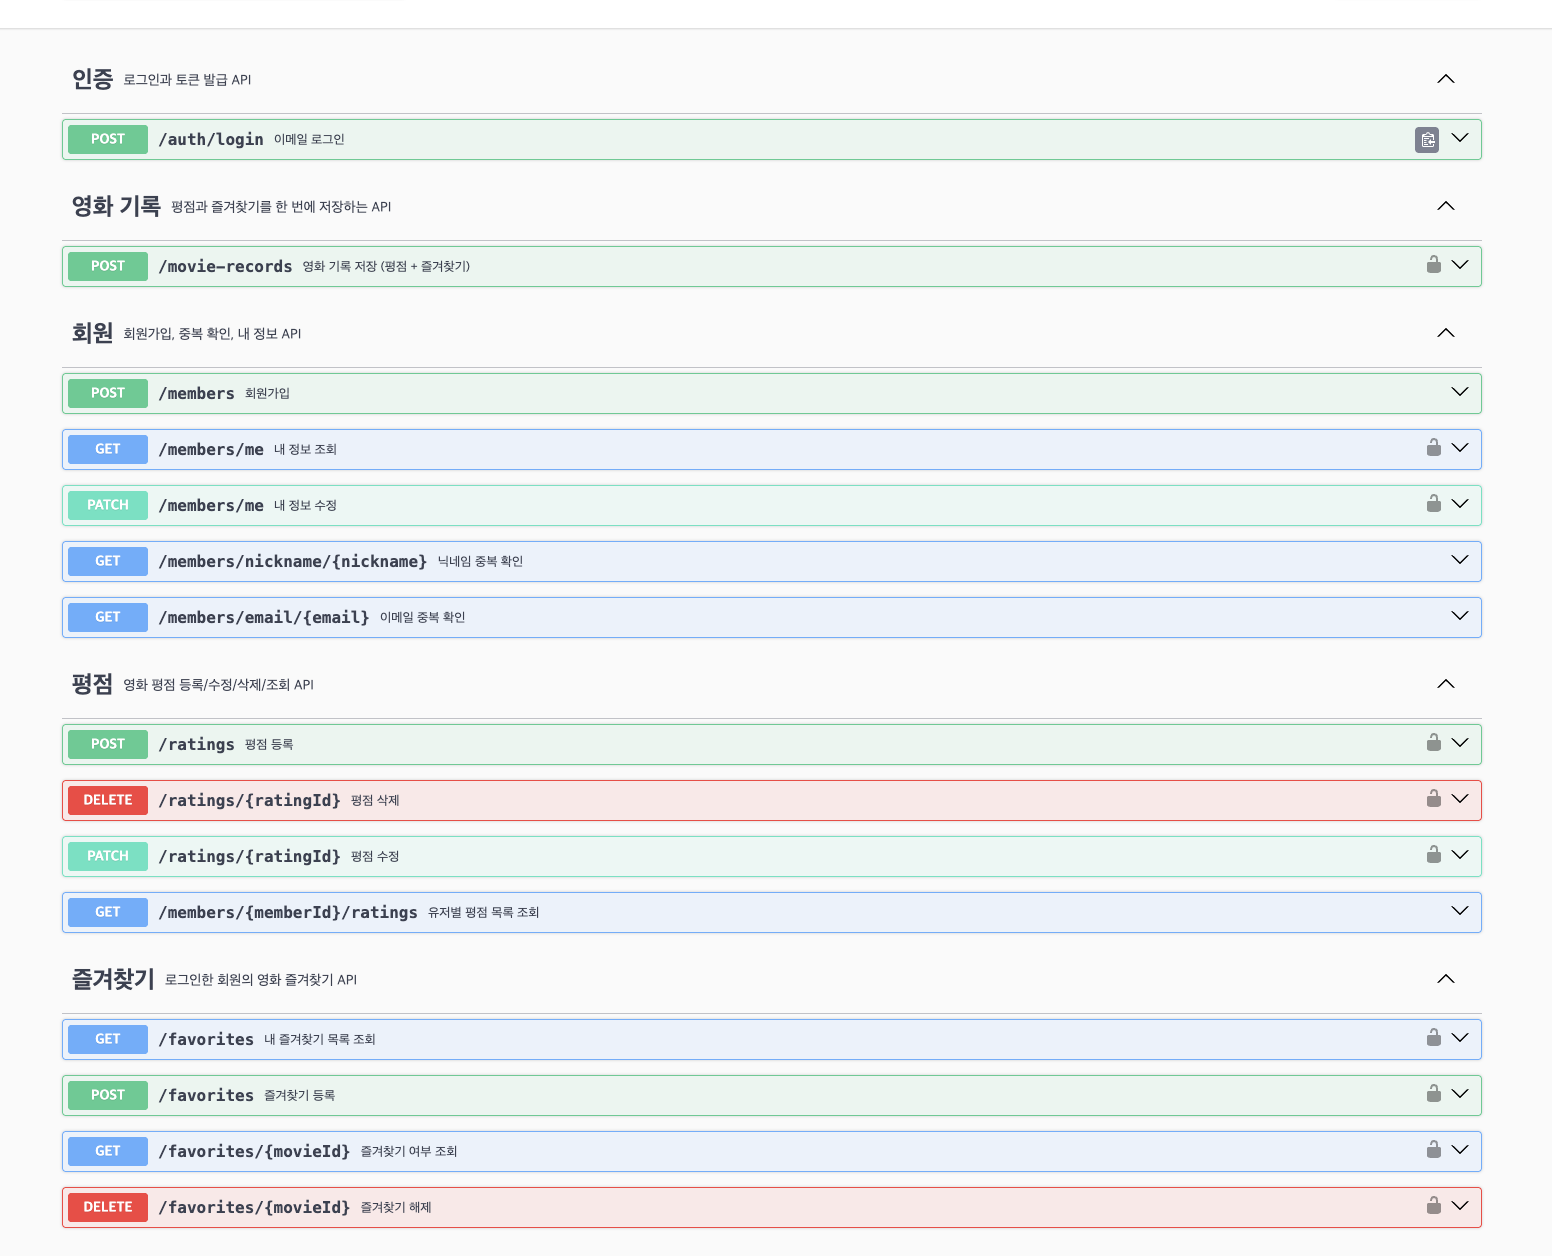 인증 로그인과 토큰 발급 API
POST /auth/login 이메일 로그인
영화 기록 평점과 즐겨찾기를 한 번에 저장하는 API
POST /movie-records 영화 기록 저장 (평점 + 즐겨찾기)
회원 회원가입, 중복 확인, 내 정보 API
POST /members 회원가입
GET /members/me 내 정보 조회
PATCH /members/me 내 정보 수정
GET /members/nickname/{nickname} 닉네임 중복 확인
GET /members/email/{email} 이메일 중복 확인
평점 영화 평점 등록/수정/삭제/조회 API
POST /ratings 평점 등록
DELETE /ratings/{ratingId} 평점 삭제
PATCH /ratings/{ratingId} 평점 수정
GET /members/{memberId}/ratings 유저별 평점 목록 조회
즐겨찾기 로그인한 회원의 영화 즐겨찾기 API
GET /favorites 내 즐겨찾기 목록 조회
POST /favorites 즐겨찾기 등록
GET /favorites/{movieId} 즐겨찾기 여부 조회
DELETE /favorites/{movieId} 즐겨찾기 해제